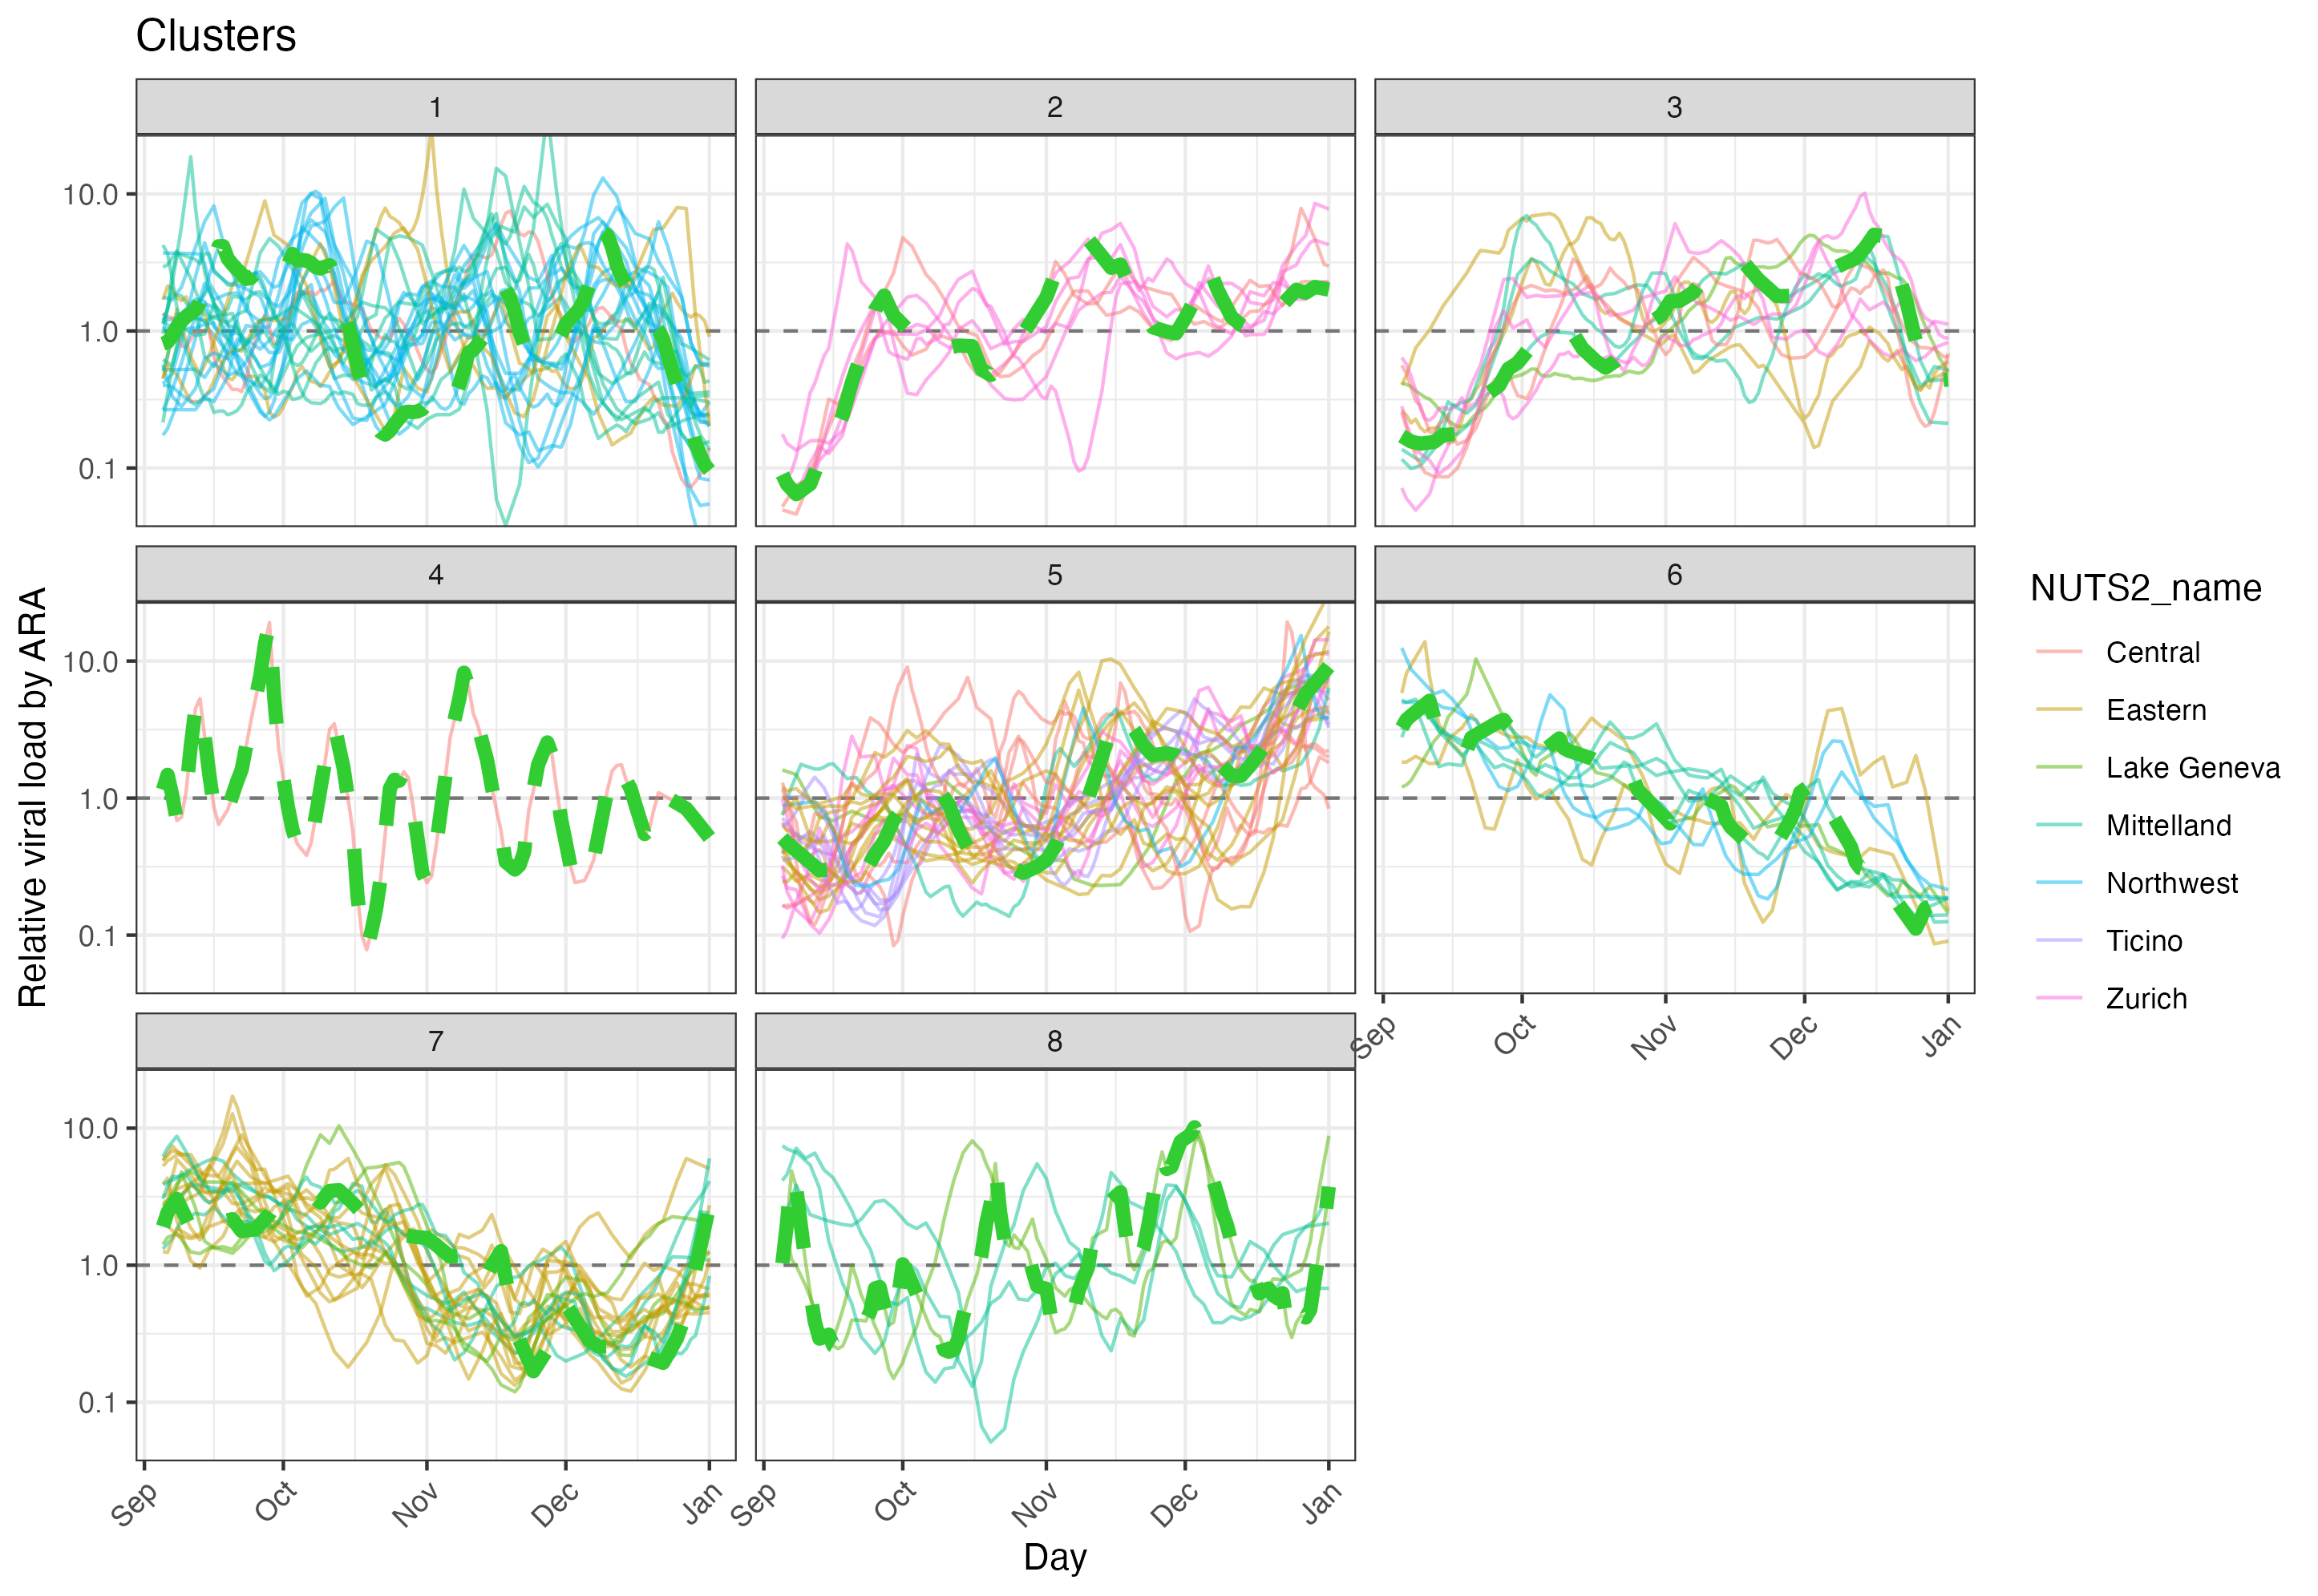 Clusters
1
2
3
10.0
1.0
0.1
4
5
6
10.0
1.0
0.1
Sep
Oct
Nov
Dec
Jan
7
8
10.0
1.0
0.1
Sep
Oct
Nov
Dec
Jan
Sep
Oct
Nov
Dec
Jan
Day
Relative viral load by ARA
NUTS2_name
Central
Eastern
Lake Geneva
Mittelland
Northwest
Ticino
Zurich